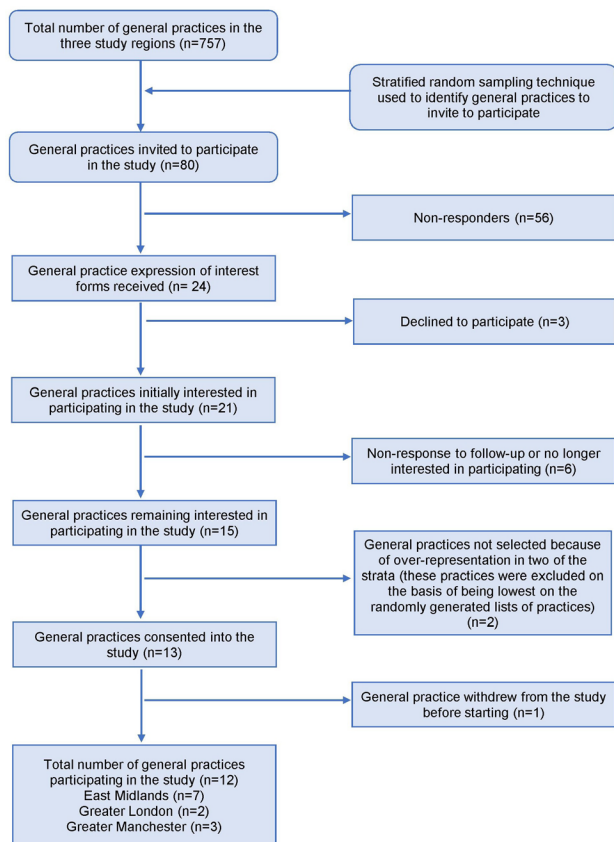 Total number of general practices in the
three study regions (n=757)
Stratified random sampling technique
used to identify general practices to
invite to participate
General practices invited to participate
in the study (n=80)
Non-responders (n=56)
General practice expression of interest
forms received (n= 24)
Declined to participate (n=3)
General practices initially interested in
participating in the study (n=21)
Non-response to follow-up or no longer
interested in participating (n=6)
General practices remaining interested in
participating in the study (n=15)
General practices not selected because
of over-representation in two of the
strata (these practices were excluded on
the basis of being lowest on the
randomly generated lists of practices)
(n=2)
General practices consented into the
study (n=13)
General practice withdrew from the study
before starting (n=1)
Total number of general practices
participating in the study (n=12)
East Midlands (n=7)
Greater London (n=2)
Greater Manchester (n=3)